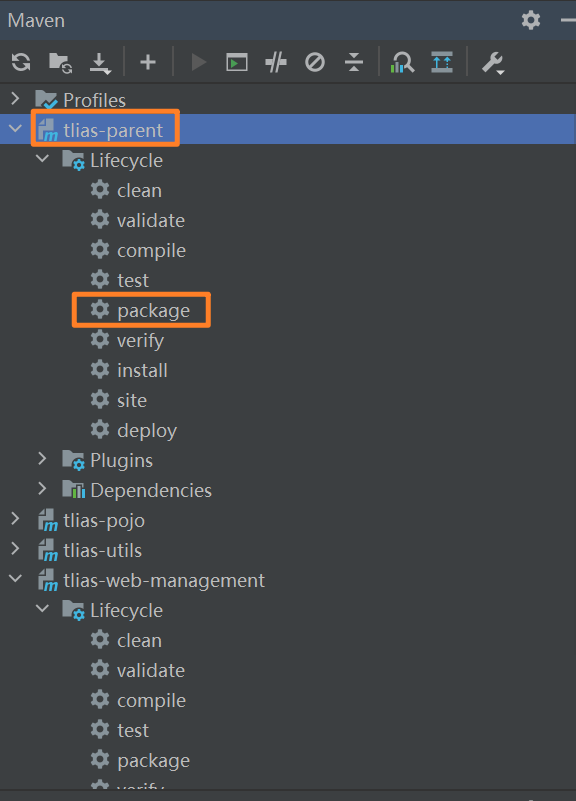 Maven
Profiles
tlias-parent
Lifecycle
clean
validate
compile
test
package
verify
install
site
deploy
Plugins
Dependencies
tlias-pojo
tlias-utils
tlias-web-management
Lifecycle
clean
validate
compile
test
package
verify